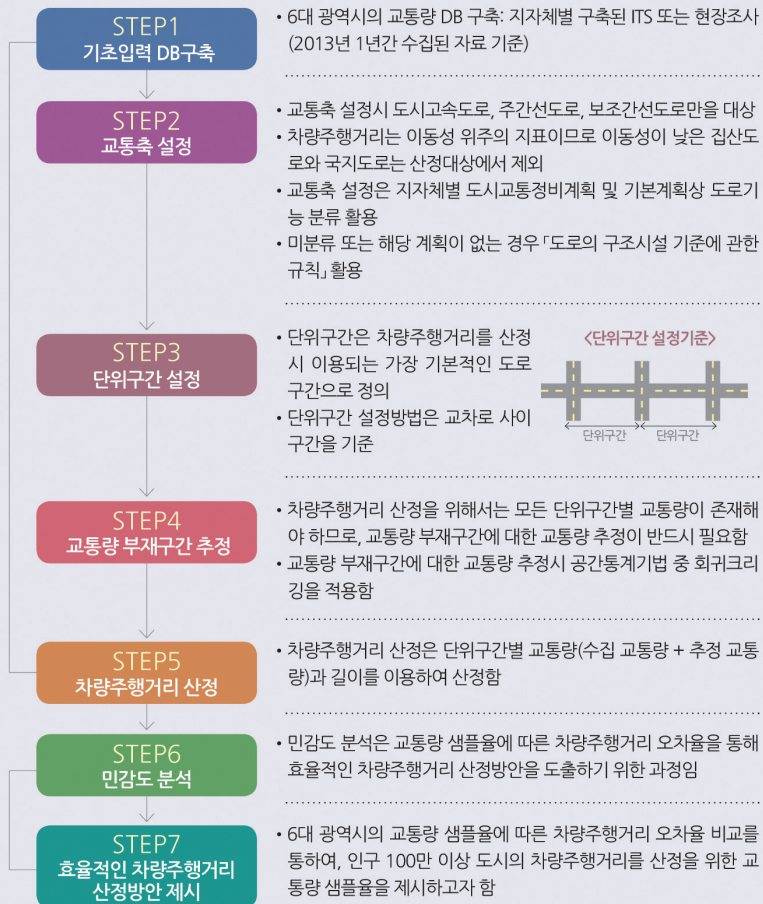 STEP1
기초입력 DB구축
• 6대 광역시의 교통량 DB 구축: 지자체별 구축된 ITS 또는 현장조사
(2013년 1년간 수집된 자료 기준)
STEP2
교통축 설정
• 교통축 설정시 도시고속도로, 주간선도로, 보조간선도로만을 대상
• 차량주행거리는 이동성 위주의 지표이므로 이동성이 낮은 집산도
로와 국지도로는 산정대상에서 제외
• 교통축 설정은 지자체별 도시교통정비계획 및 기본계획상 도로기
능 분류 활용
• 미분류 또는 해당 계획이 없는 경우 「도로의 구조시설 기준에 관한
규칙」 활용
STEP3
단위구간 설정
• 단위구간은 차량주행거리를 산정
시 이용되는 가장 기본적인 도로
구간으로 정의
• 단위구간 설정방법은 교차로 사이
구간을 기준
<단위구간 설정기준>
단위구간 단위구간
STEP4
교통량 부재구간 추정
• 차량주행거리 산정을 위해서는 모든 단위구간별 교통량이 존재해
야 하므로, 교통량 부재구간에 대한 교통량 추정이 반드시 필요함
• 교통량 부재구간에 대한 교통량 추정시 공간통계기법 중 회귀크리
깅을 적용함
STEP5
차량주행거리 산정
• 차량주행거리 산정은 단위구간별 교통량(수집 교통량 + 추정 교통
량)과 길이를 이용하여 산정함
STEP6
민감도 분석
• 민감도 분석은 교통량 샘플율에 따른 차량주행거리 오차율을 통해
효율적인 차량주행거리 산정방안을 도출하기 위한 과정임
STEP7
효율적인 차량주행거리
산정방안 제시
• 6대 광역시의 교통량 샘플율에 따른 차량주행거리 오차율 비교를
통하여, 인구 100만 이상 도시의 차량주행거리를 산정을 위한 교
통량 샘플율을 제시하고자 함